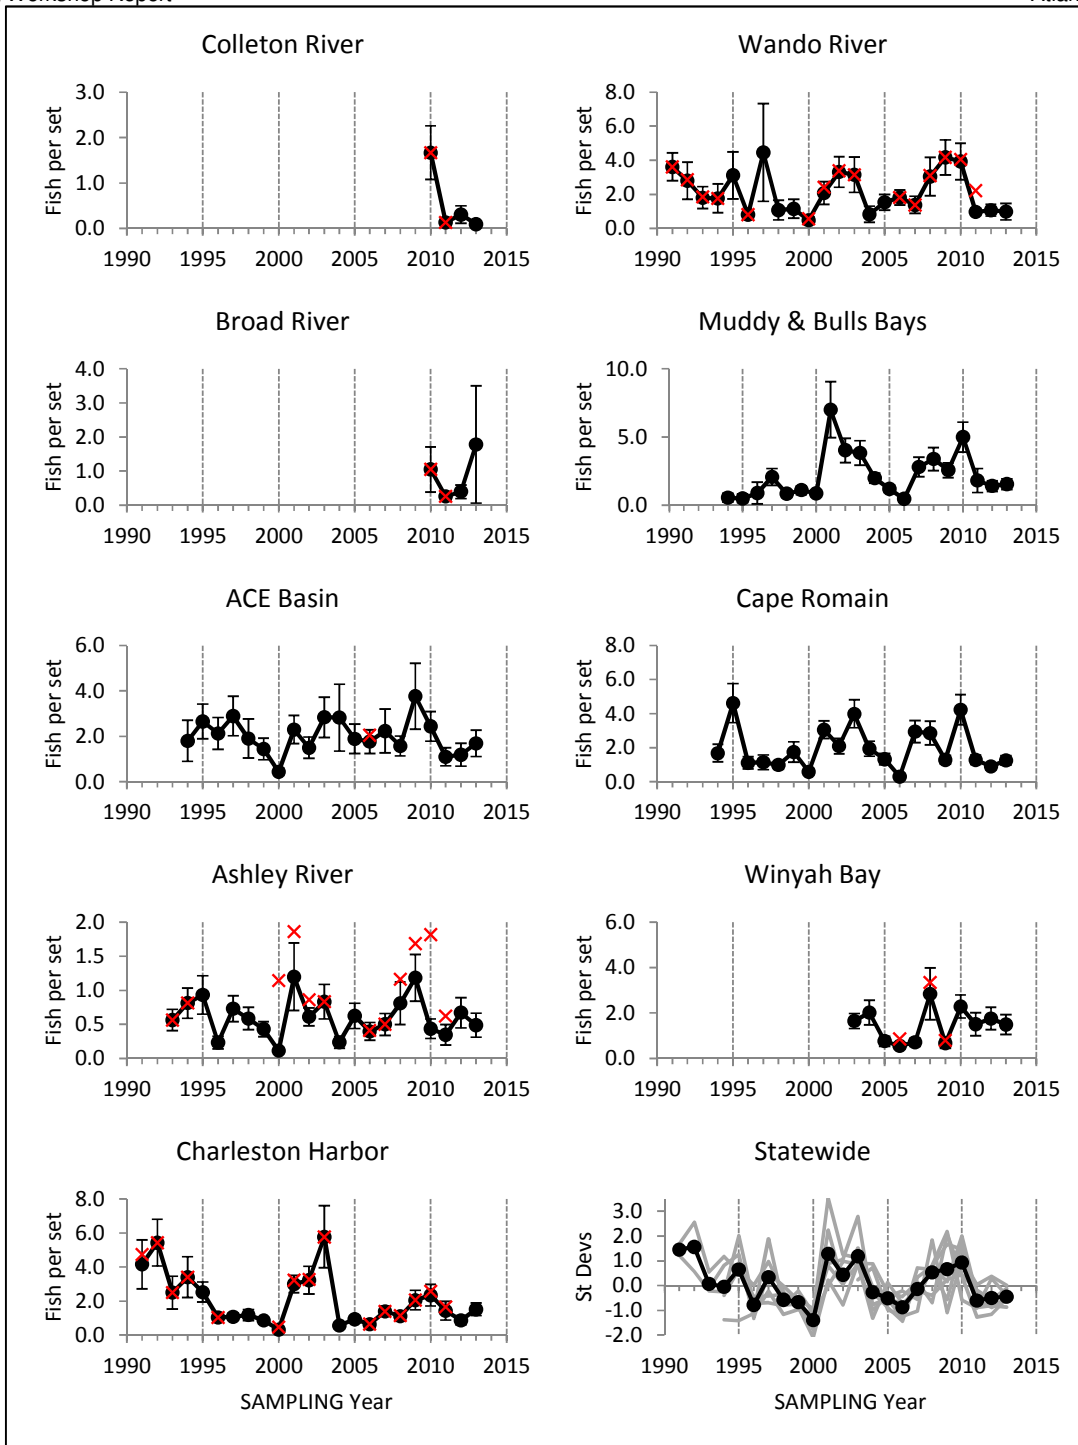 Workshop Report
Colleton River
Fish per set
3.0
2.0
1.0
0.0
1990 1995 2000 2005 2010 2015
Wando River
Fish per set
8.0
6.0
4.0
2.0
0.0
1990 1995 2000 2005 2010 2015
Broad River
Fish per set
4.0
3.0
2.0
1.0
0.0
1990 1995 2000 2005 2010 2015
Muddy & Bulls Bays
Fish per set
10.0
5.0
0.0
1990 1995 2000 2005 2010 2015
ACE Basin
Fish per set
6.0
4.0
2.0
0.0
1990 1995 2000 2005 2010 2015
Cape Romain
Fish per set
8.0
6.0
4.0
2.0
0.0
1990 1995 2000 2005 2010 2015
Ashley River
Fish per set
2.0
1.5
1.0
0.5
0.0
1990 1995 2000 2005 2010 2015
Winyah Bay
Fish per set
6.0
4.0
2.0
0.0
1990 1995 2000 2005 2010 2015
Charleston Harbor
Fish per set
8.0
6.0
4.0
2.0
0.0
1990 1995 2000 2005 2010 2015
SAMPLING Year
Statewide
St Devs
3.0
2.0
1.0
0.0
-1.0
-2.0
1990 1995 2000 2005 2010 2015
SAMPLING Year